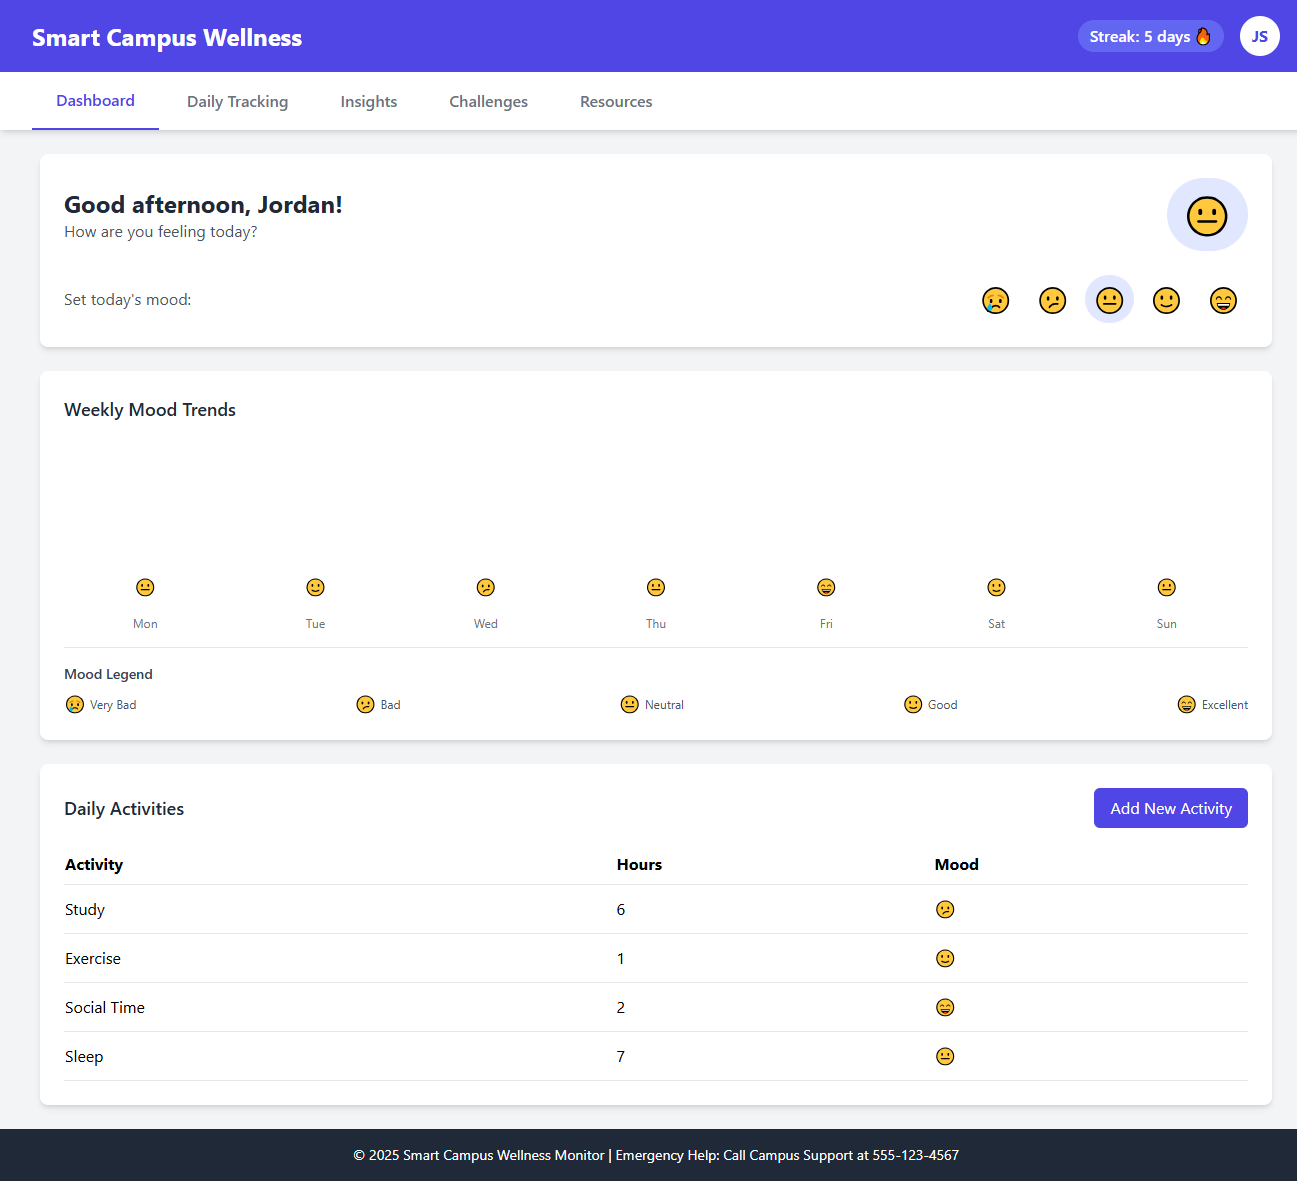 Smart Campus Wellness
Streak: 5 days 🔥
JS
Dashboard Daily Tracking Insights Challenges Resources
Good afternoon, Jordan!
How are you feeling today?
Set today's mood:
Weekly Mood Trends
Mon Tue Wed Thu Fri Sat Sun
Mood Legend
Very Bad Bad Neutral Good Excellent
Daily Activities
Add New Activity
Activity Hours Mood
Study 6
Exercise 1
Social Time 2
Sleep 7
© 2025 Smart Campus Wellness Monitor | Emergency Help: Call Campus Support at 555-123-4567